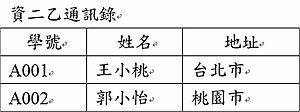 資二乙通訊錄
學號 姓名 地址
A001 王小桃 台北市
A002 郭小怡 桃園市